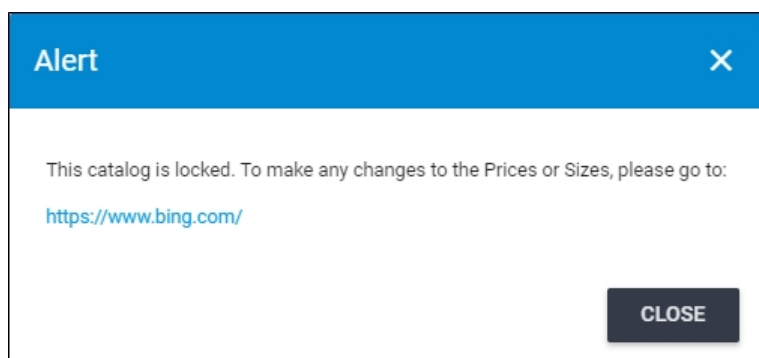 Alert
This catalog is locked. To make any changes to the Prices or Sizes, please go to:
https://www.bing.com/
CLOSE